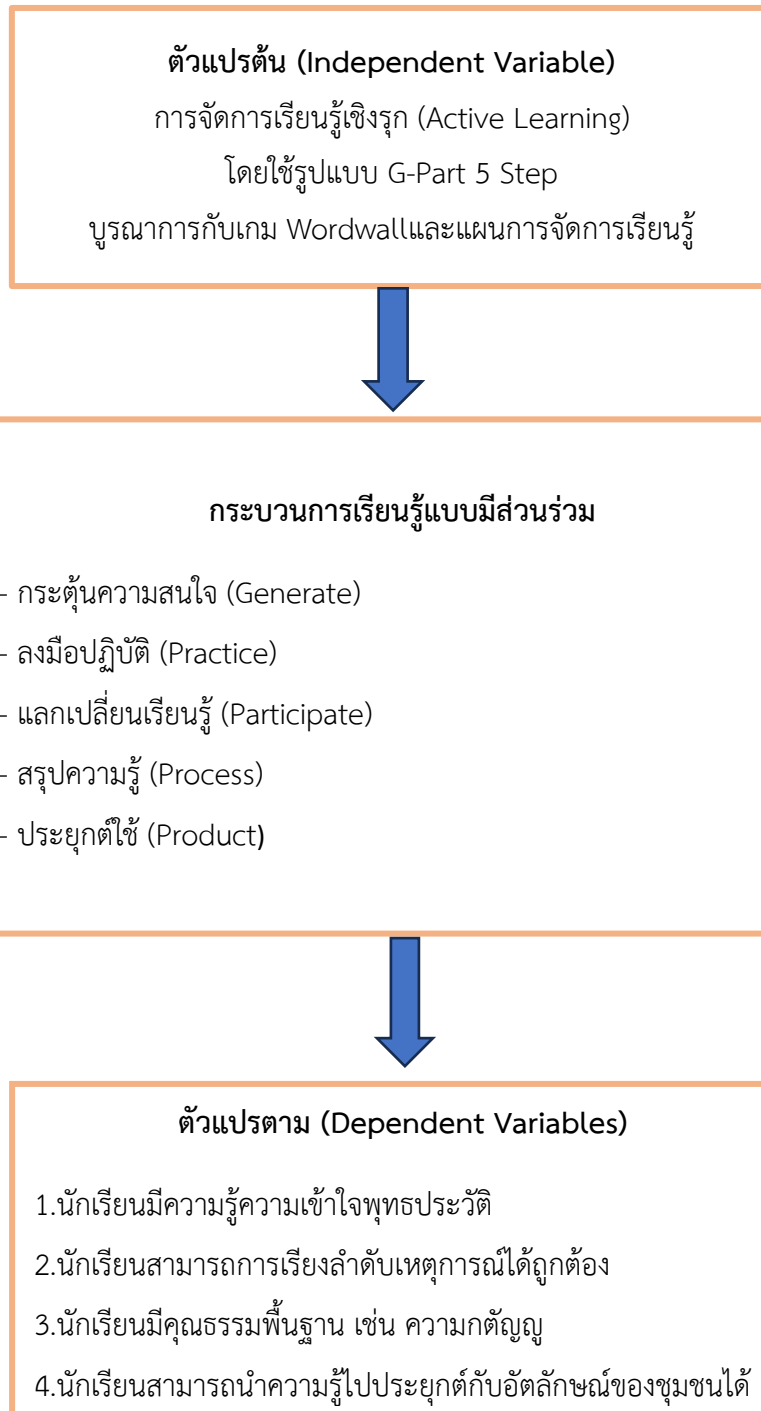 ตัวแปรต้น (Independent Variable)
การจัดการเรียนรู้เชิงรุก (Active Learning)
โดยใช้รูปแบบ G-Part 5 Step
บูรณาการกับเกม Wordwallและแผนการจัดการเรียนรู้
กระบวนการเรียนรู้แบบมีส่วนร่วม
- กระตุ้นความสนใจ (Generate)
- ลงมือปฏิบัติ (Practice)
- แลกเปลี่ยนเรียนรู้ (Participate)
- สรุปความรู้ (Process)
- ประยุกต์ใช้ (Product)
ตัวแปรตาม (Dependent Variables)
1.นักเรียนมีความรู้ความเข้าใจพุทธประวัติ
2.นักเรียนสามารถการเรียงลำดับเหตุการณ์ได้ถูกต้อง
3.นักเรียนมีคุณธรรมพื้นฐาน เช่น ความกตัญญู
4.นักเรียนสามารถนำความรู้ไปประยุกต์กับอัตลักษณ์ของชุมชนได้